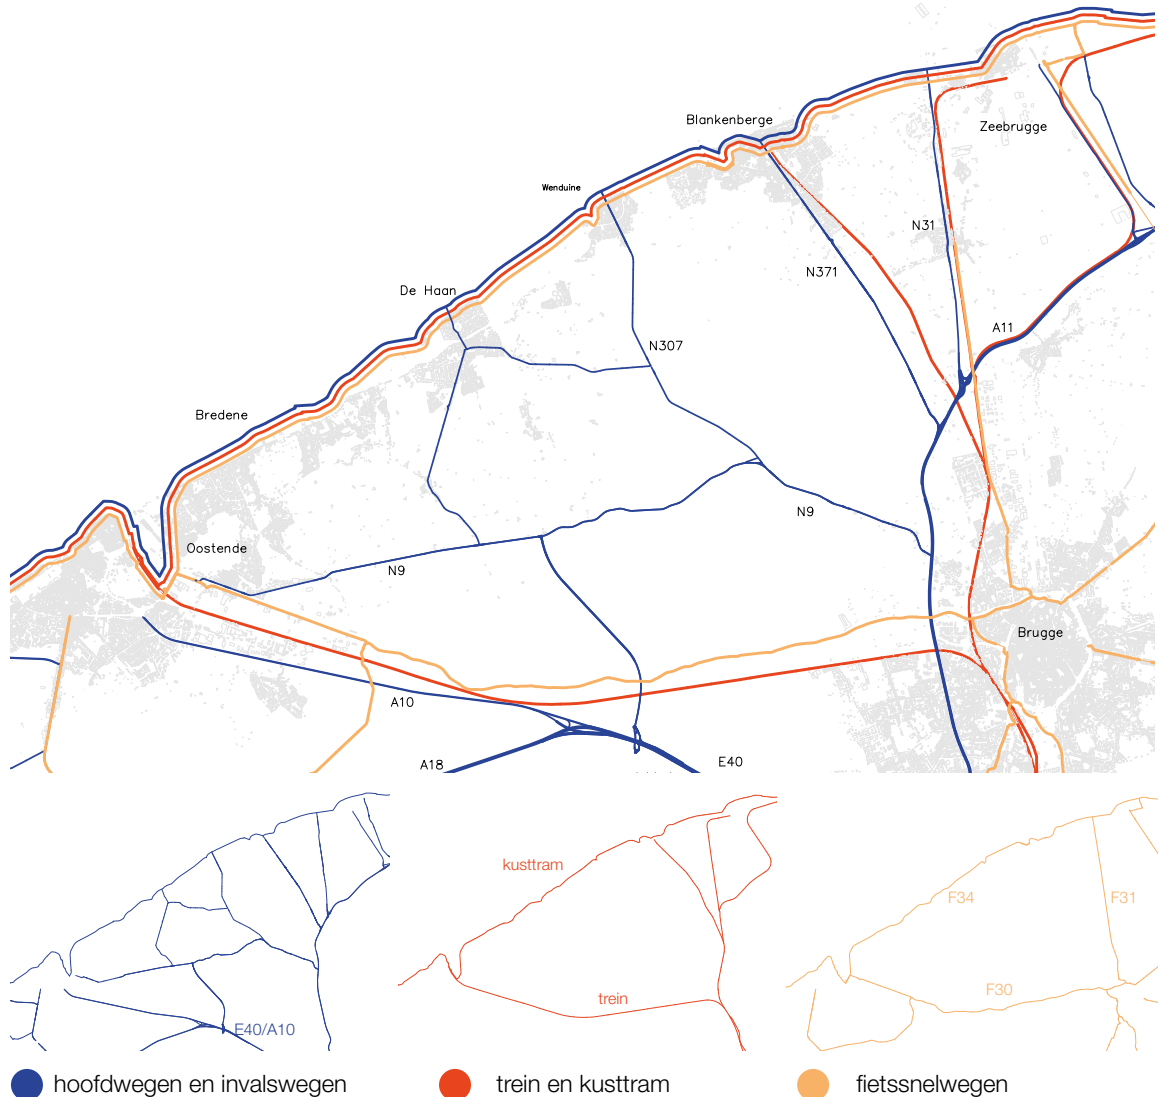 Blankenberge
Zeebrugge
Wenduine
N31
N371
De Haan
A11
N307
Bredene
N9
Oostende
N9
Brugge
A10
A18
E40
kusttram
F34
F31
trein
F30
E40/A10
hoofdwegen en invalswegen
trein en kusttram
fietssnelwegen